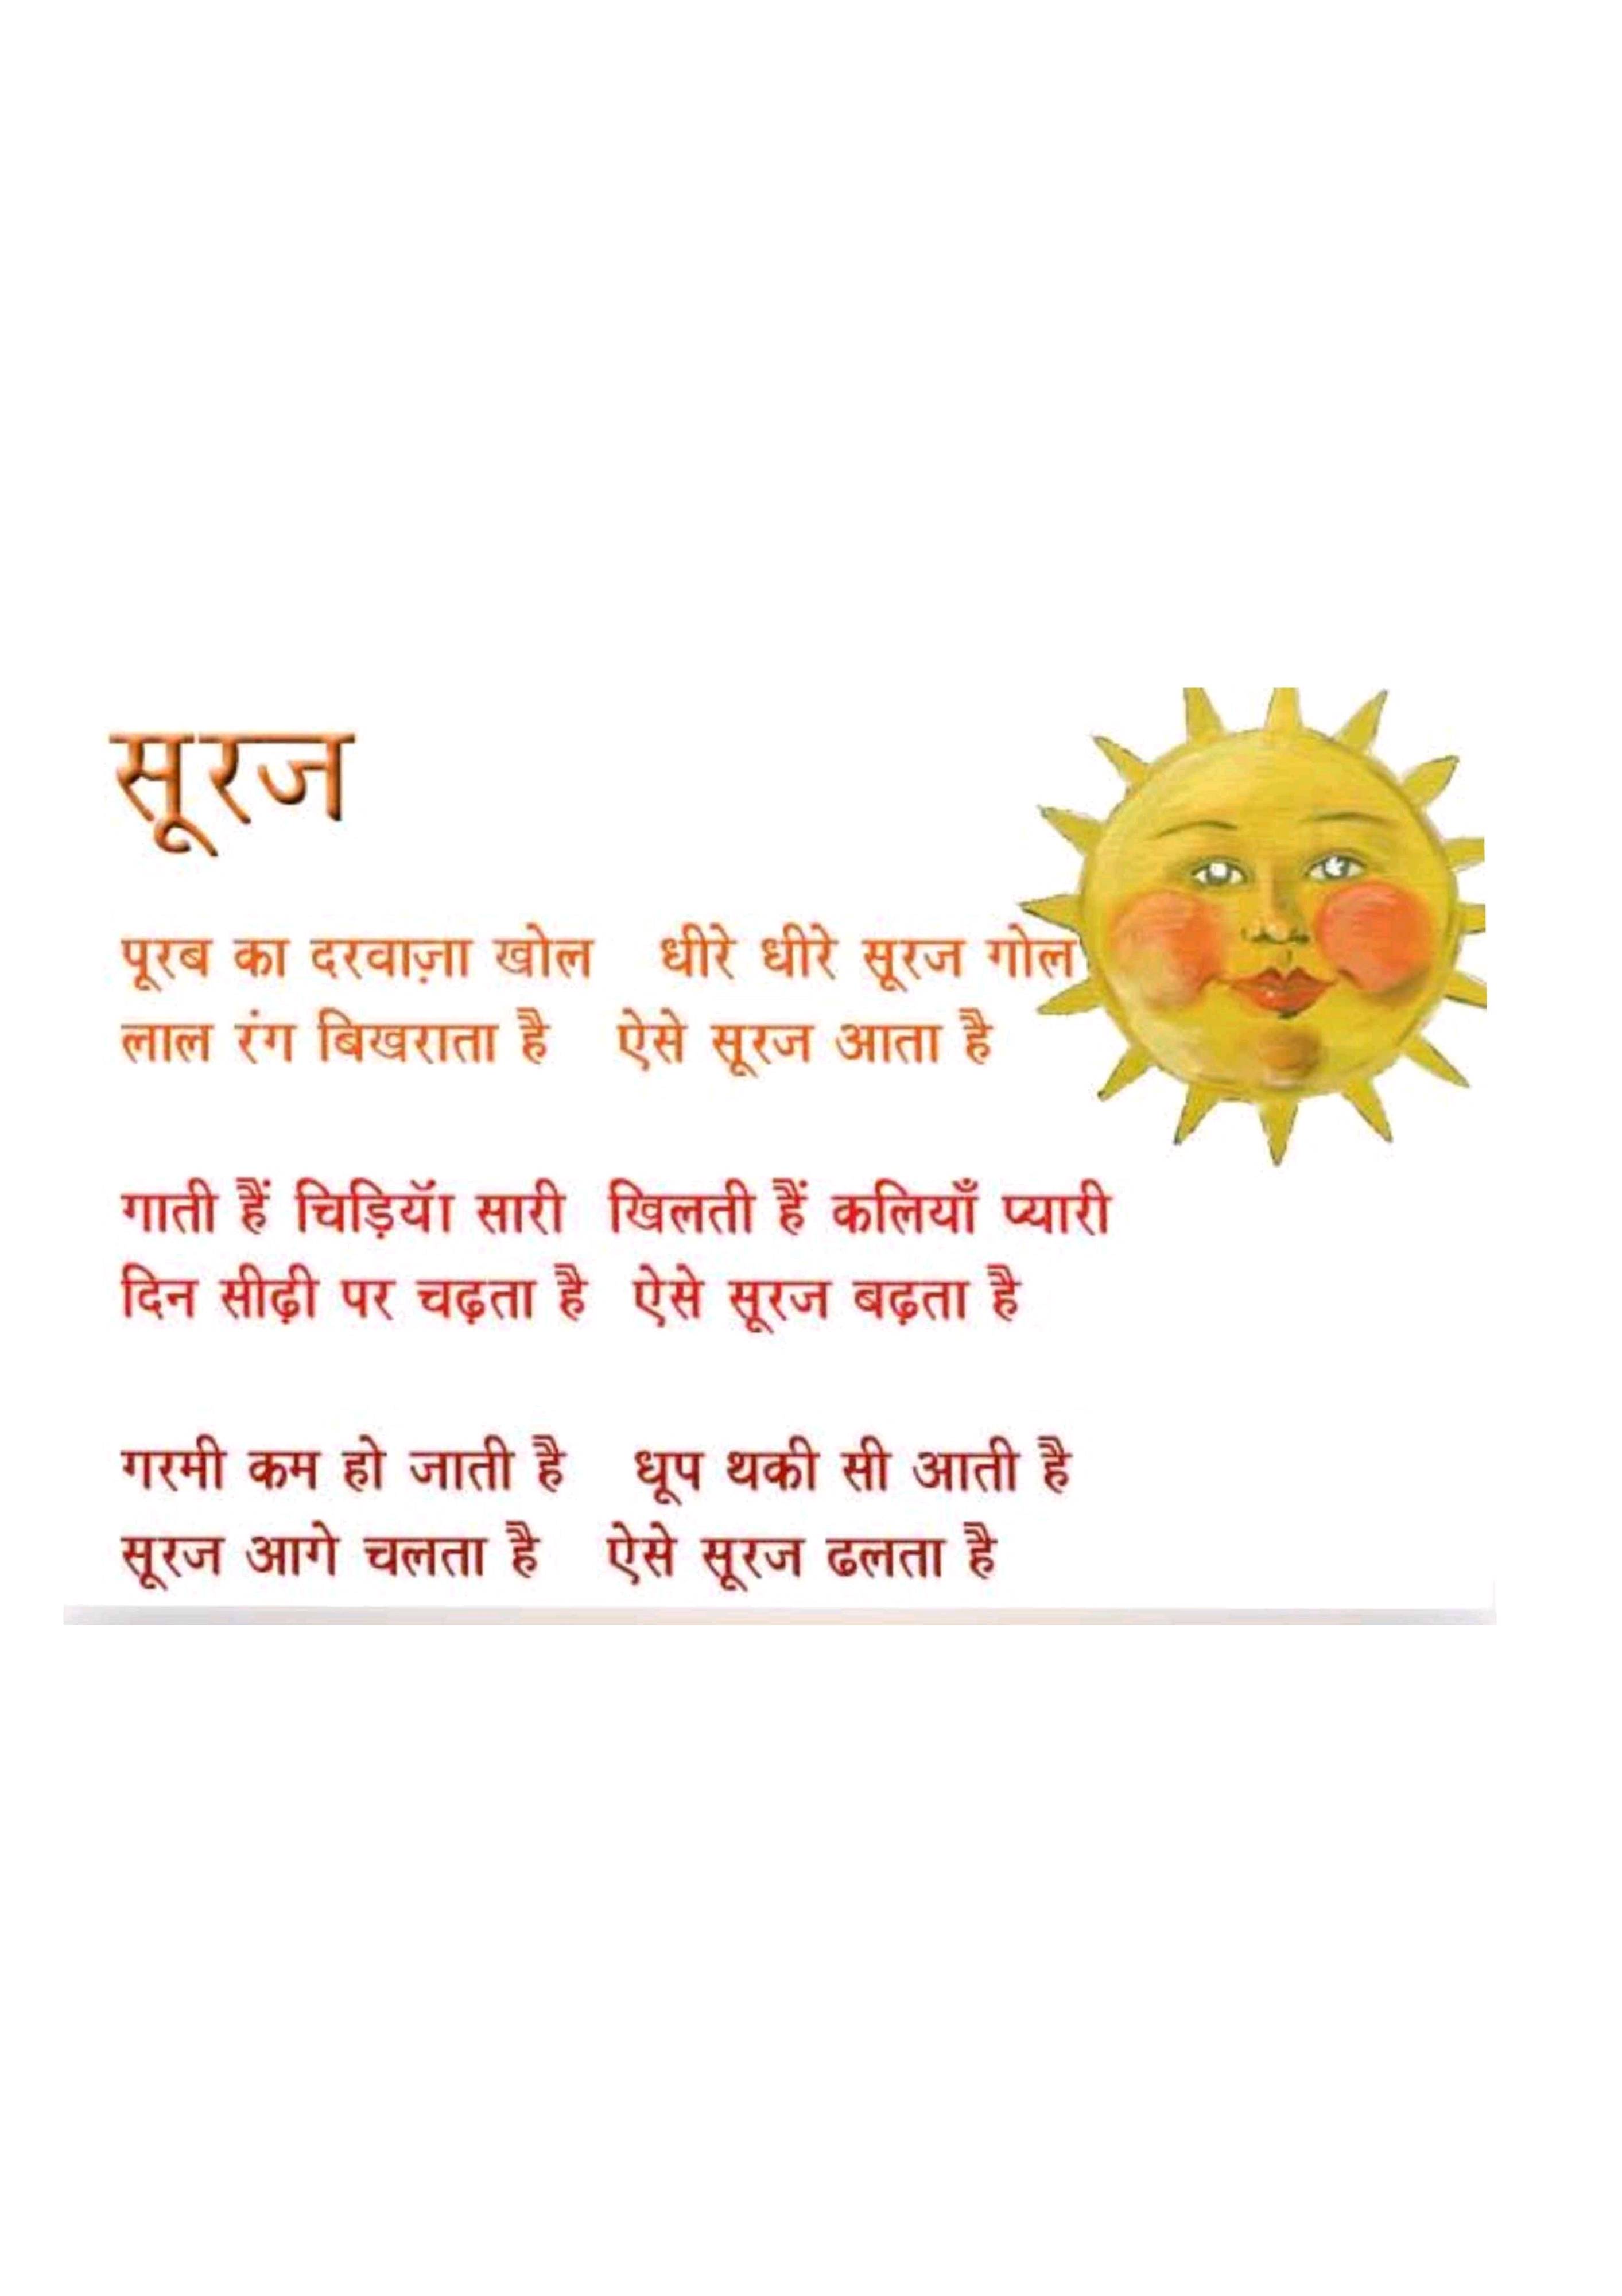 सूरज
पूरब का दरवाज़ा खोल धीरे धीरे सूरज गोल
लाल रंग बिखराता है ऐसे सूरज आता है
गाती हैं चिड़ियॉ सारी खिलती हैं कलियाँ प्यारी
दिन सीढ़ी पर चढ़ता है ऐसे सूरज बढ़ता है
गरमी कम हो जाती है धूप थकी सी आती है
सूरज आगे चलता है ऐसे सूरज ढलता है